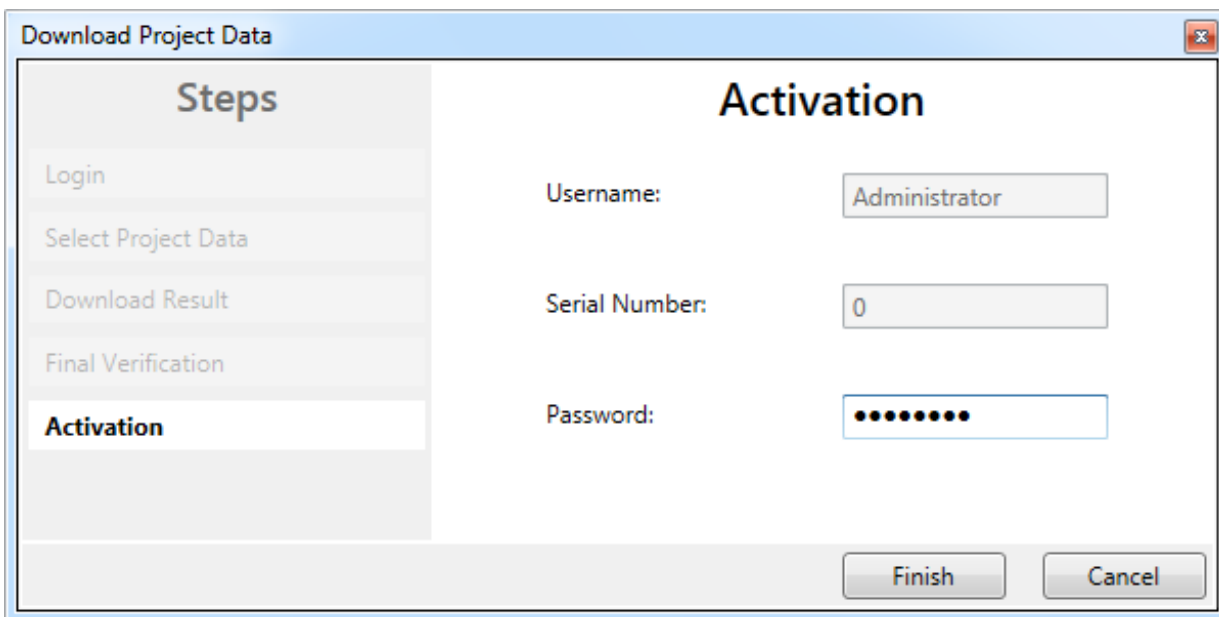 Download Project Data
Steps
Login
Select Project Data
Download Result
Final Verification
Activation
Activation
Username:
Administrator
Serial Number:
0
Password:
••••••••
Finish
Cancel